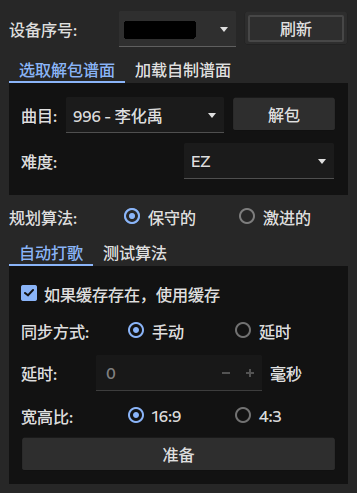 设备序号: 刷新
选取解包谱面 加载自制谱面
曲目: 996 - 李化禹 解包
难度: EZ
规划算法: 保守的 激进的
自动打歌 测试算法
如果缓存存在，使用缓存
同步方式: 手动 延时
延时: 0 − + 毫秒
宽高比: 16:9 4:3
准备